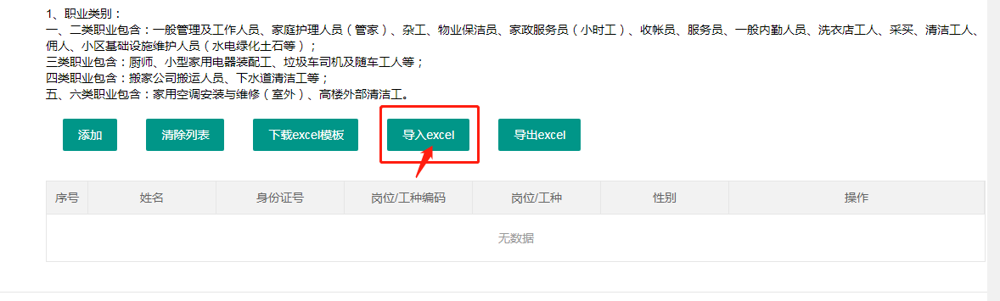 1、职业类别：
一、二类职业包含：一般管理及工作人员、家庭护理人员（管家）、杂工、物业保洁员、家政服务员（小时工）、收帐员、服务员、一般内勤人员、洗衣店工人、采买、清洁工人、
佣人、小区基础设施维护人员（水电绿化土石等）；
三类职业包含：厨师、小型家用电器装配工、垃圾车司机及随车工人等；
四类职业包含：搬家公司搬运人员、下水道清洁工等；
五、六类职业包含：家用空调安装与维修（室外）、高楼外部清洁工。
添加 清除列表 下载excel模板 导入excel 导出excel
序号 姓名 身份证号 岗位/工种编码 岗位/工种 性别 操作
无数据